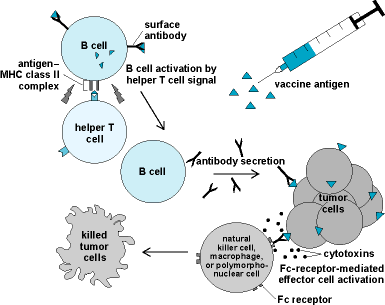 surface
antibody
B cell
antigen–
MHC class II
complex
B cell activation by
helper T cell signal
vaccine antigen
helper T
cell
B cell
antibody secretion
tumor
cells
killed
tumor
cells
natural
killer cell,
macrophage,
or polymorpho-
nuclear cell
cytotoxins
Fc-receptor-mediated
effector cell activation
Fc receptor